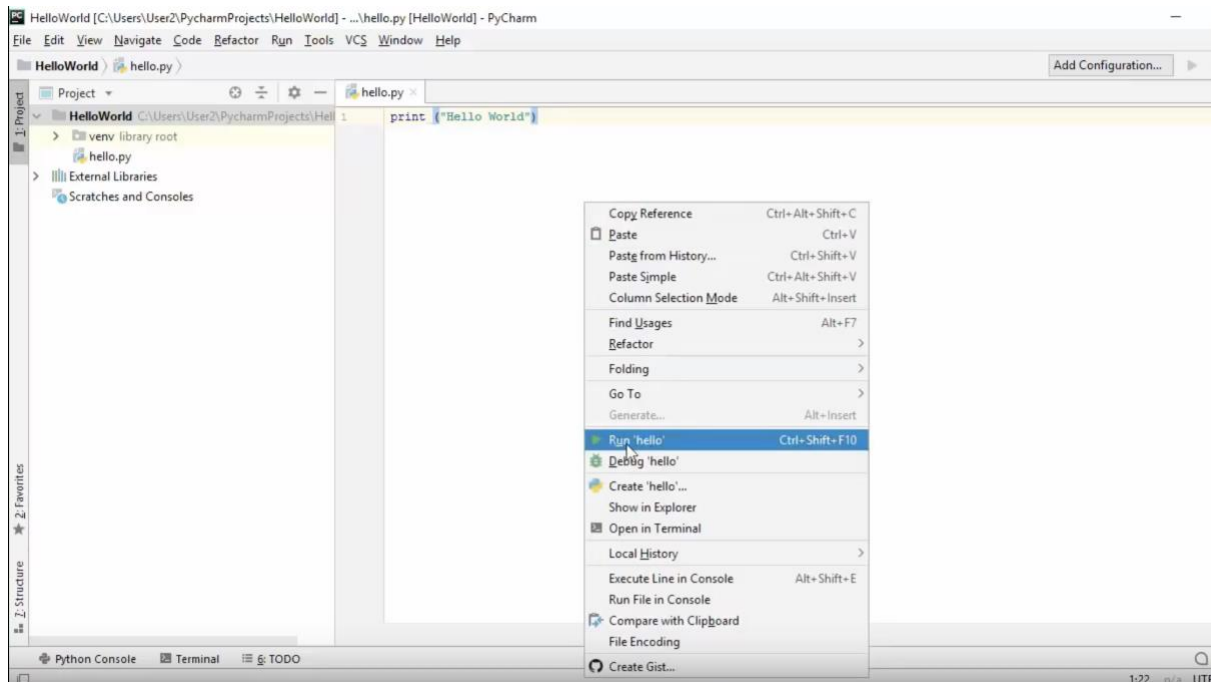 HelloWorld [C:\Users\User2\PycharmProjects\HelloWorld] - ...\hello.py [HelloWorld] - PyCharm
File Edit View Navigate Code Refactor Run Tools VCS Window Help
HelloWorld hello.py Add Configuration...
1: Project
Project
hello.py
HelloWorld C:\Users\User2\PycharmProjects\Hell
venv library root
hello.py
External Libraries
Scratches and Consoles
1 print ("Hello World")
Copy Reference Ctrl+Alt+Shift+C
Paste Ctrl+V
Paste from History... Ctrl+Shift+V
Paste Simple Ctrl+Alt+Shift+V
Column Selection Mode Alt+Shift+Insert
Find Usages Alt+F7
Refactor
Folding
Go To
Generate... Alt+Insert
Run 'hello' Ctrl+Shift+F10
Debug 'hello'
Create 'hello'...
Show in Explorer
Open in Terminal
Local History
Execute Line in Console Alt+Shift+E
Run File in Console
Compare with Clipboard
File Encoding
Create Gist...
2: Favorites
7: Structure
Python Console Terminal 6: TODO
1:22 n/a UTF